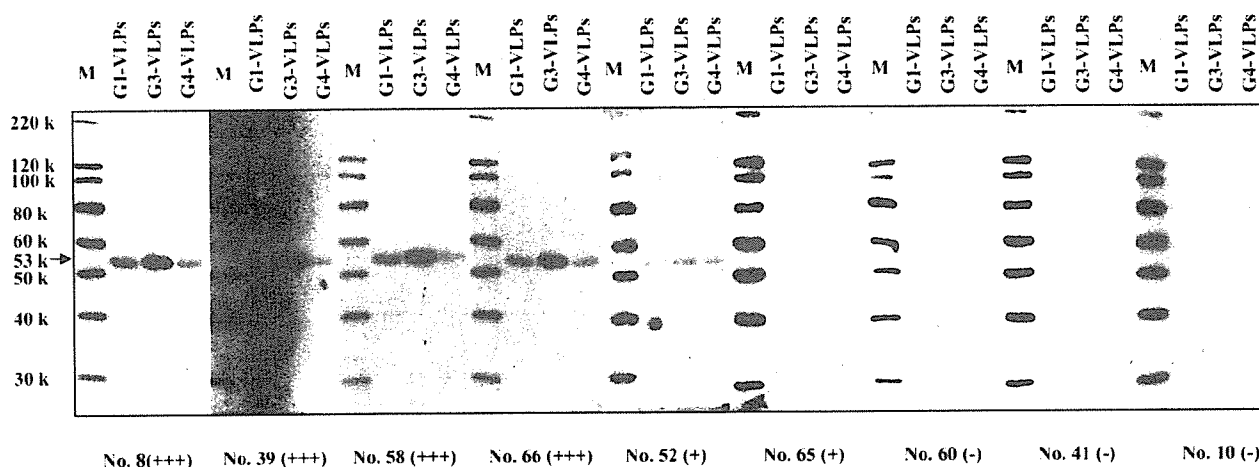 M G1-VLPs G3-VLPs G4-VLPs M G1-VLPs G3-VLPs G4-VLPs M G1-VLPs G3-VLPs G4-VLPs M G1-VLPs G3-VLPs G4-VLPs M G1-VLPs G3-VLPs G4-VLPs M G1-VLPs G3-VLPs G4-VLPs M G1-VLPs G3-VLPs G4-VLPs M G1-VLPs G3-VLPs G4-VLPs M G1-VLPs G3-VLPs G4-VLPs
220 k
120 k
100 k
80 k
60 k
53 k
50 k
40 k
30 k
No. 8(+++) No. 39 (+++) No. 58 (+++) No. 66 (+++) No. 52 (+) No. 65 (+) No. 60 (-) No. 41 (-) No. 10 (-)